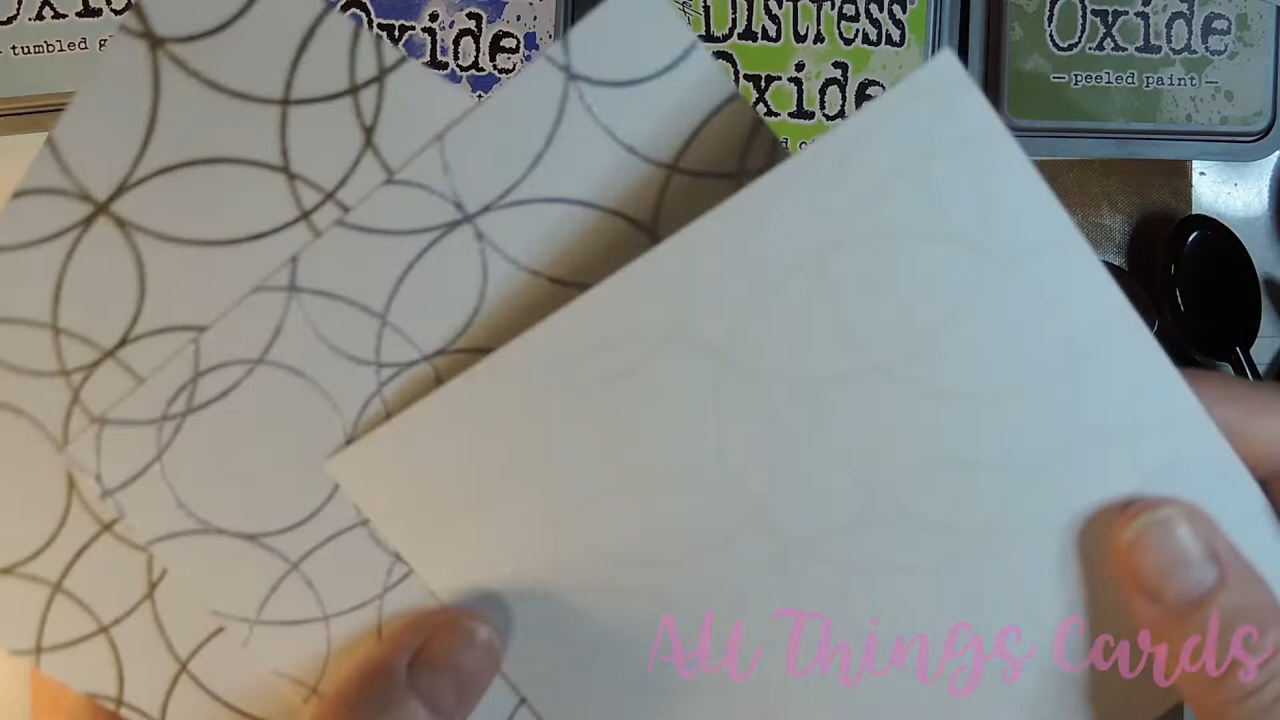 Oxide
- tumbled g
Oxide
Distress
Oxide
Oxide
— peeled paint —
All Things Cards